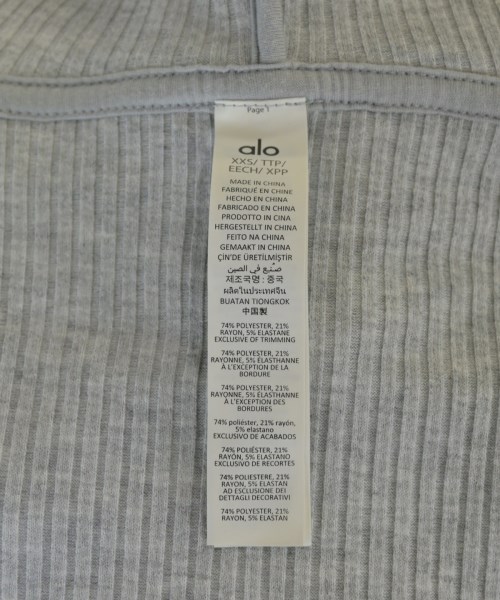 Page 1
alo
XXS/ TTP/
EECH/ XPP
MADE IN CHINA
FABRIQUÉ EN CHINE
HECHO EN CHINA
FABRICADO EN CHINA
PRODOTTO IN CINA
HERGESTELLT IN CHINA
FEITO NA CHINA
GEMAAKT IN CHINA
ÇİN'DE ÜRETİLMİŞTİR
صنع في الصين
제조국명 : 중국
ผลิตในประเทศจีน
BUATAN TIONGKOK
中国製
74% POLYESTER, 21%
RAYON, 5% ELASTANE
EXCLUSIVE OF TRIMMING
74% POLYESTER, 21%
RAYONNE, 5% ÉLASTHANNE
À L'EXCEPTION DE LA
BORDURE
74% POLYESTER, 21%
RAYONNE, 5% ÉLASTHANNE
À L'EXCEPTION DES
BORDURES
74% poliéster, 21% rayón,
5% elastano
EXCLUSIVO DE ACABADOS
74% POLIÉSTER, 21%
RAYÓN, 5% ELASTÁN
EXCLUSIVO DE RECORTES
74% POLIESTERE, 21%
RAYON, 5% ELASTAN
AD ESCLUSIONE DEI
DETTAGLI DECORATIVI
74% POLYESTER, 21%
RAYON, 5% ELASTAN